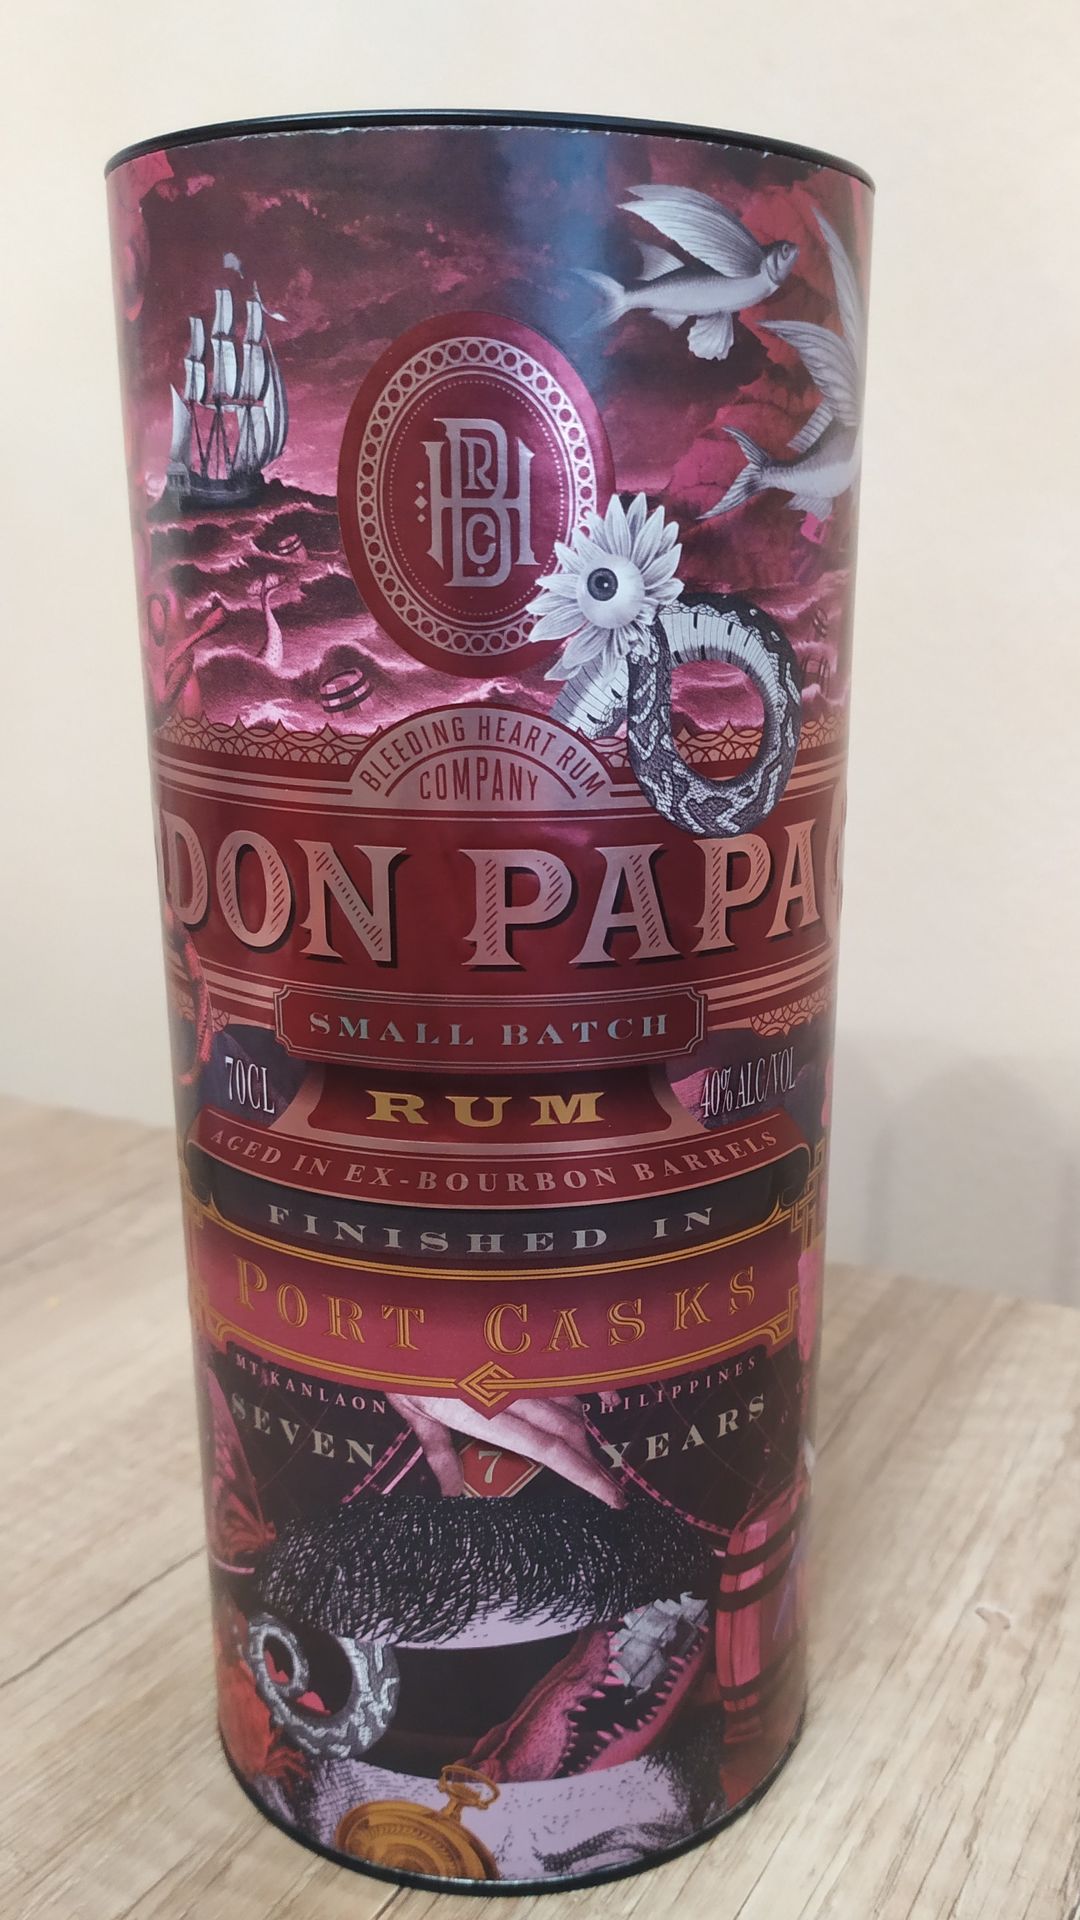 BHRC
BLEEDING HEART RUM
COMPANY
DON PAPA
SMALL BATCH
70CL
RUM
40% ALC/VOL
AGED IN EX-BOURBON BARRELS
FINISHED IN
PORT CASKS
MT KANLAON
PHILIPPINES
SEVEN
7
YEARS